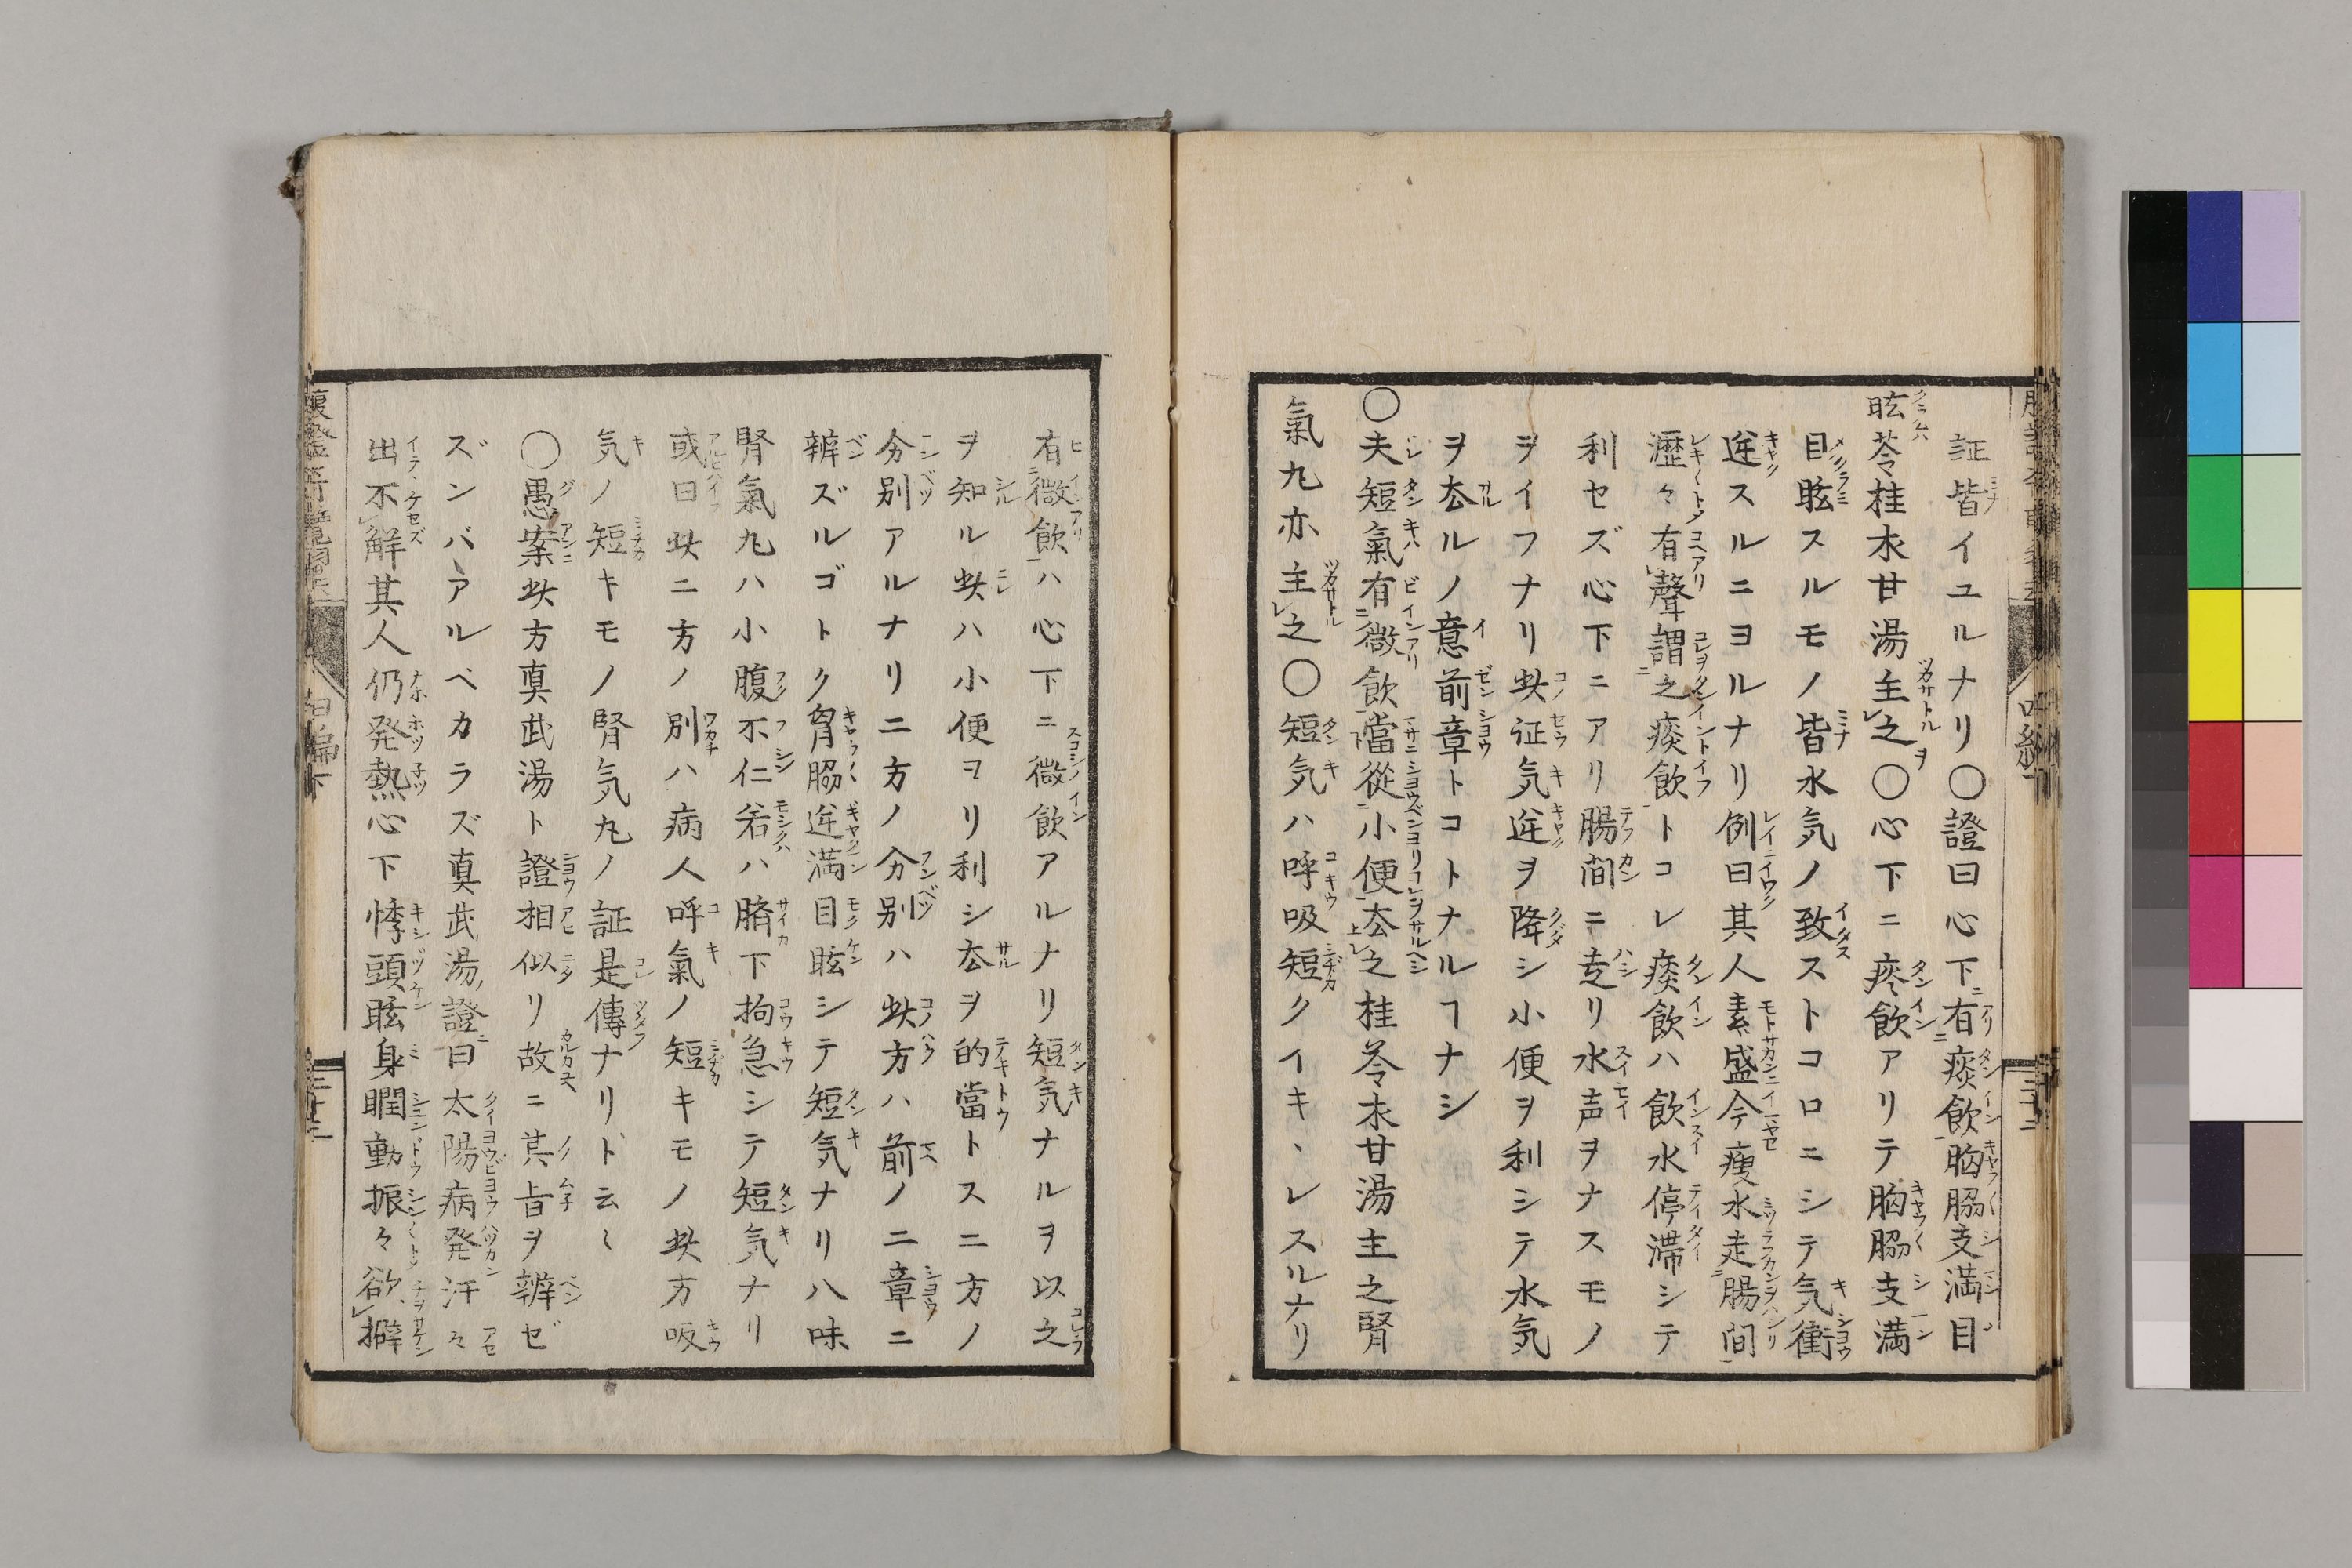 証皆イユルナリ〇證曰心下有痰飲胸脇支満目
眩苓桂朮甘湯主之〇心下ニ痰飲アリテ胸脇支満
目眩スルモノ皆水気ノ致ストコロニシテ気衝
逆スルニヨルナリ例曰其人素盛今痩水走腸間
瀝々有聲謂之痰飲トコレ痰飲ハ飲水停滞シテ
利セズ心下ニアリ腸間ニ走リ水声ヲナスモノ
ヲイフナリ此证気逆ヲ降シ小便ヲ利シテ水気
ヲ厺ルノ意前章トコトナルヿナシ
〇夫短氣有微飲當從小便厺之桂苓朮甘湯主之腎
氣丸亦主之〇短気ハ呼吸短クイキヽレスルナリ
有微飲ハ心下ニ微飲アルナリ短気ナルヲ以之
ヲ知ル此ハ小便ヨリ利シ厺ヲ的當トス二方ノ
分別アルナリ二方ノ分別ハ此方ハ前ノ二章ニ
辨ズルゴトク胷脇逆満目眩シテ短気ナリ八味
腎氣丸ハ小腹不仁若ハ臍下拘急シテ短気ナリ
或曰此ニ方ノ別ハ病人呼氣ノ短キモノ此方吸
気ノ短キモノ腎気丸ノ証是傳ナリト云〻
〇愚案此方真武湯ト證相似リ故ニ其旨ヲ辨ゼ
ズンバアルベカラズ真武湯證曰太陽病発汗々
出不解其人仍発熱心下悸頭眩身瞤動振々欲擗